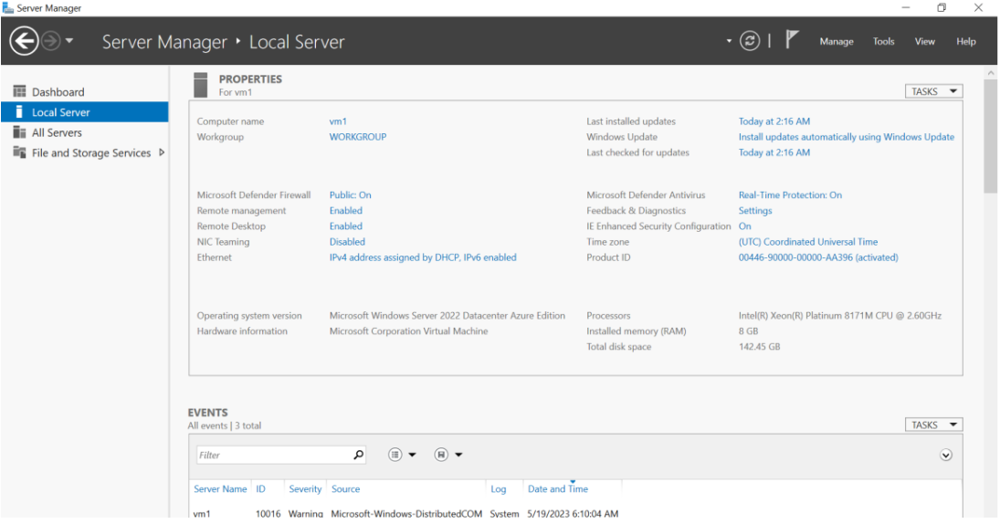 Server Manager
Server Manager ‣ Local Server
Manage Tools View Help
Dashboard
Local Server
All Servers
File and Storage Services
PROPERTIES
For vm1
TASKS
Computer name vm1 Last installed updates Today at 2:16 AM
Workgroup WORKGROUP Windows Update Install updates automatically using Windows Update
Last checked for updates Today at 2:16 AM
Microsoft Defender Firewall Public: On Microsoft Defender Antivirus Real-Time Protection: On
Remote management Enabled Feedback & Diagnostics Settings
Remote Desktop Enabled IE Enhanced Security Configuration On
NIC Teaming Disabled Time zone (UTC) Coordinated Universal Time
Ethernet IPv4 address assigned by DHCP, IPv6 enabled Product ID 00446-90000-00000-AA396 (activated)
Operating system version Microsoft Windows Server 2022 Datacenter Azure Edition Processors Intel(R) Xeon(R) Platinum 8171M CPU @ 2.60GHz
Hardware information Microsoft Corporation Virtual Machine Installed memory (RAM) 8 GB
Total disk space 142.45 GB
EVENTS
All events | 3 total
TASKS
Filter
Server Name ID Severity Source Log Date and Time
vm1 10016 Warning Microsoft-Windows-DistributedCOM System 5/19/2023 6:10:04 AM